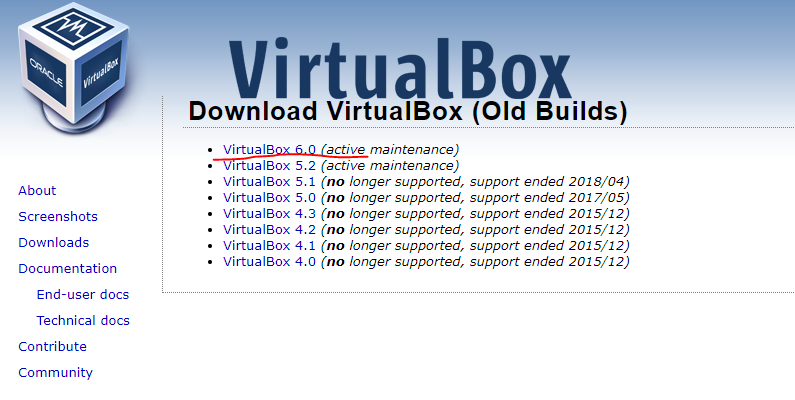 ORACLE
VirtualBox
VirtualBox
Download VirtualBox (Old Builds)
VirtualBox 6.0 (active maintenance)
VirtualBox 5.2 (active maintenance)
VirtualBox 5.1 (no longer supported, support ended 2018/04)
VirtualBox 5.0 (no longer supported, support ended 2017/05)
VirtualBox 4.3 (no longer supported, support ended 2015/12)
VirtualBox 4.2 (no longer supported, support ended 2015/12)
VirtualBox 4.1 (no longer supported, support ended 2015/12)
VirtualBox 4.0 (no longer supported, support ended 2015/12)
About
Screenshots
Downloads
Documentation
End-user docs
Technical docs
Contribute
Community